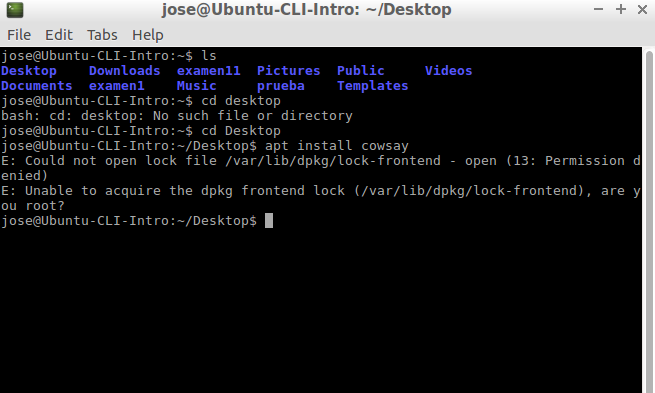 jose@Ubuntu-CLI-Intro: ~/Desktop
File Edit Tabs Help
jose@Ubuntu-CLI-Intro:~$ ls
Desktop    Downloads  examen11  Pictures  Public     Videos
Documents  examen1    Music     prueba    Templates
jose@Ubuntu-CLI-Intro:~$ cd desktop
bash: cd: desktop: No such file or directory
jose@Ubuntu-CLI-Intro:~$ cd Desktop
jose@Ubuntu-CLI-Intro:~/Desktop$ apt install cowsay
E: Could not open lock file /var/lib/dpkg/lock-frontend - open (13: Permission d
enied)
E: Unable to acquire the dpkg frontend lock (/var/lib/dpkg/lock-frontend), are y
ou root?
jose@Ubuntu-CLI-Intro:~/Desktop$